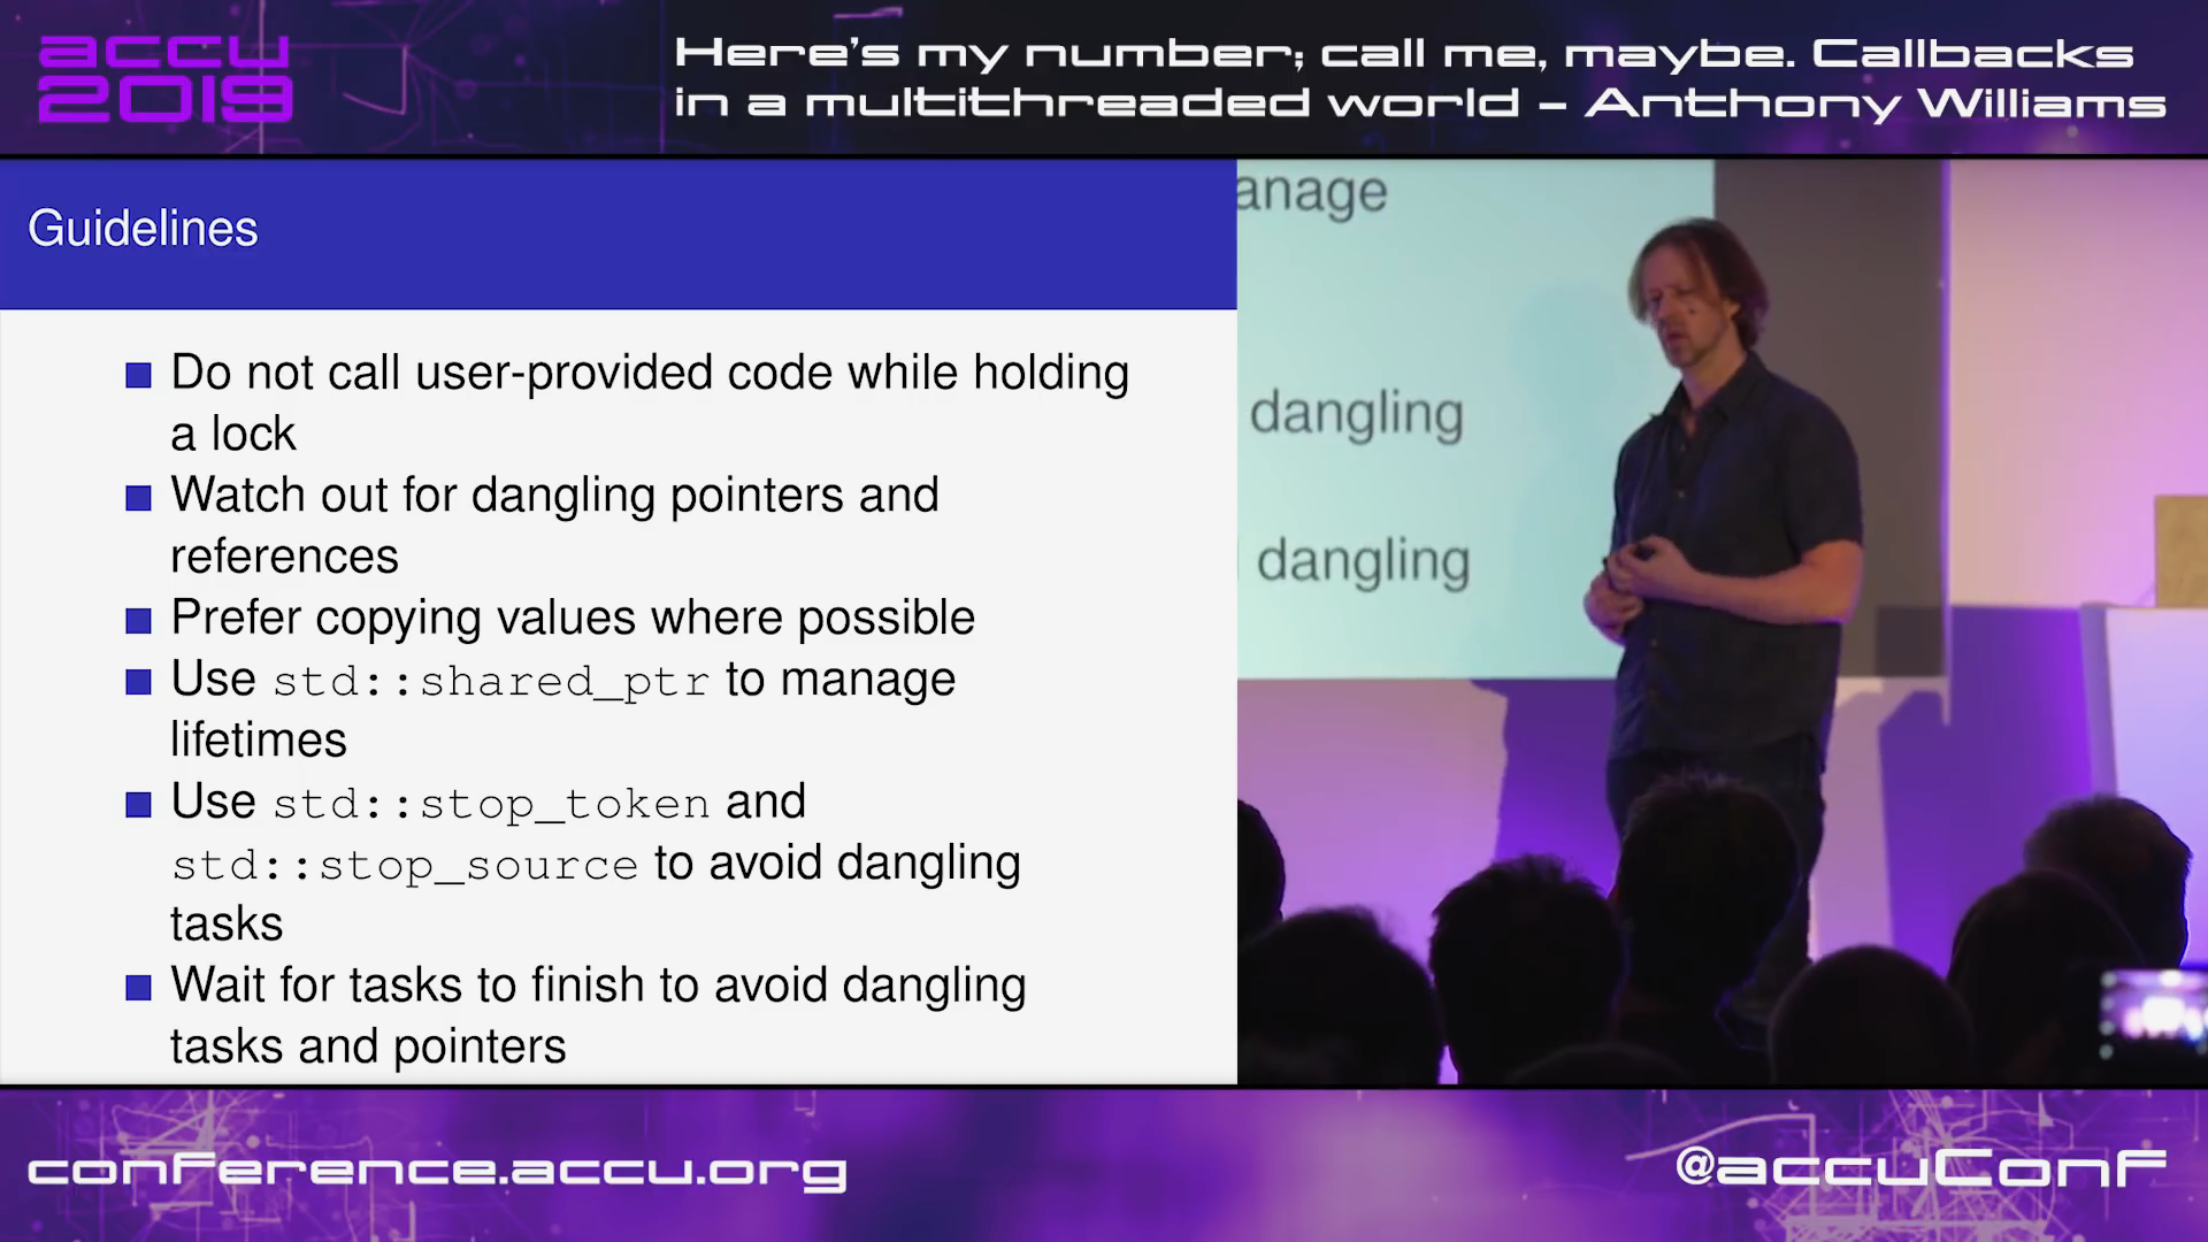 accu
2019
Here's my number; call me, maybe. Callbacks
in a multithreaded world – Anthony Williams
Guidelines
Do not call user-provided code while holding
a lock
Watch out for dangling pointers and
references
Prefer copying values where possible
Use std::shared_ptr to manage
lifetimes
Use std::stop_token and
std::stop_source to avoid dangling
tasks
Wait for tasks to finish to avoid dangling
tasks and pointers
anage
dangling
dangling
conference.accu.org
@accuConf